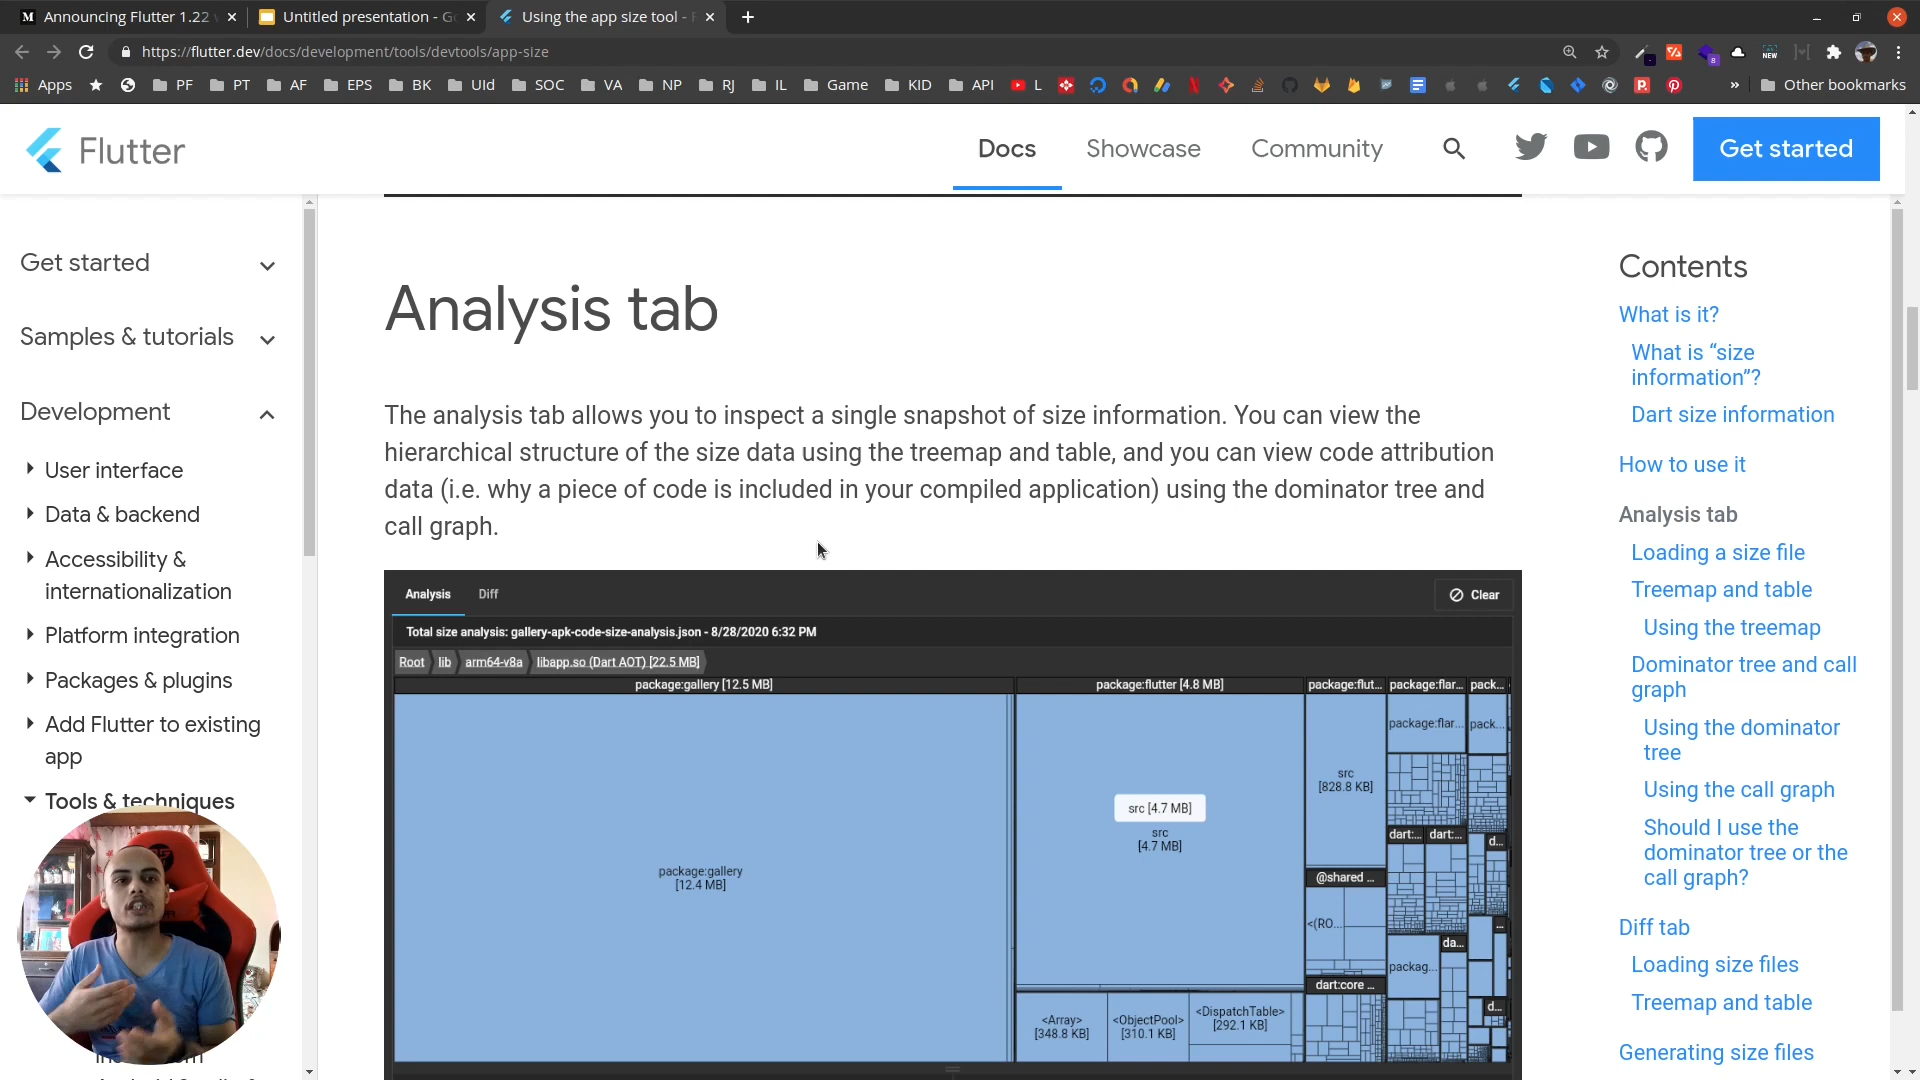 Announcing Flutter 1.22
Untitled presentation - G
Using the app size tool -
https://flutter.dev/docs/development/tools/devtools/app-size
8
NEW
Apps
PF
PT
AF
EPS
BK
UId
SOC
VA
NP
RJ
IL
Game
KID
API
L
»
Other bookmarks
Flutter
Docs
Showcase
Community
Get started
Get started
Samples & tutorials
Development
User interface
Data & backend
Accessibility &
internationalization
Platform integration
Packages & plugins
Add Flutter to existing
app
Tools & techniques
Analysis tab
The analysis tab allows you to inspect a single snapshot of size information. You can view the
hierarchical structure of the size data using the treemap and table, and you can view code attribution
data (i.e. why a piece of code is included in your compiled application) using the dominator tree and
call graph.
Analysis
Diff
Clear
Total size analysis: gallery-apk-code-size-analysis.json - 8/28/2020 6:32 PM
Root
lib
arm64-v8a
libapp.so (Dart AOT) [22.5 MB]
package:gallery [12.5 MB]
package:flutter [4.8 MB]
package:flut...
package:flar...
pack...
package:gallery
[12.4 MB]
src [4.7 MB]
src
[4.7 MB]
<Array>
[348.8 KB]
<ObjectPool>
[310.1 KB]
<DispatchTable>
[292.1 KB]
src
[828.8 KB]
@shared ...
<(RO...
dart:core ...
package:flar...
pack...
dart:...
dart:...
d...
da...
packag...
...
d...
Contents
What is it?
What is “size
information”?
Dart size information
How to use it
Analysis tab
Loading a size file
Treemap and table
Using the treemap
Dominator tree and call
graph
Using the dominator
tree
Using the call graph
Should I use the
dominator tree or the
call graph?
Diff tab
Loading size files
Treemap and table
Generating size files